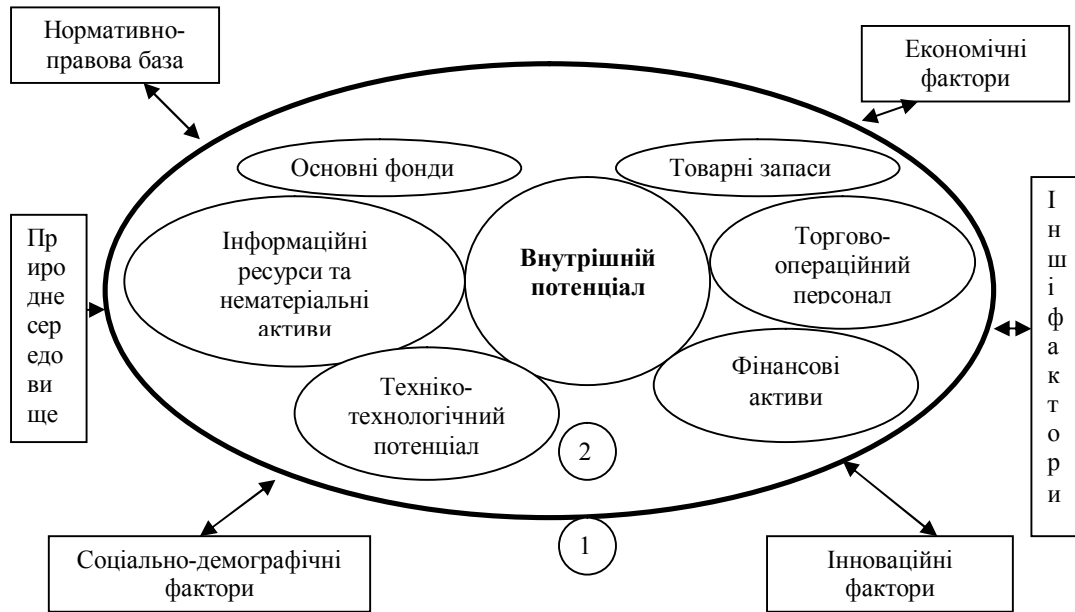 Нормативно-
правова база
Економічні
фактори
Основні фонди
Товарні запаси
Пр
иро
дне
сер
едо
ви
ще
Інформаційні
ресурси та
нематеріальні
активи
Внутрішній
потенціал
Торгово-
операційний
персонал
І
н
ш
і
ф
а
к
т
о
р
и
Техніко-
технологічний
потенціал
Фінансові
активи
2
1
Соціально-демографічні
фактори
Інноваційні
фактори